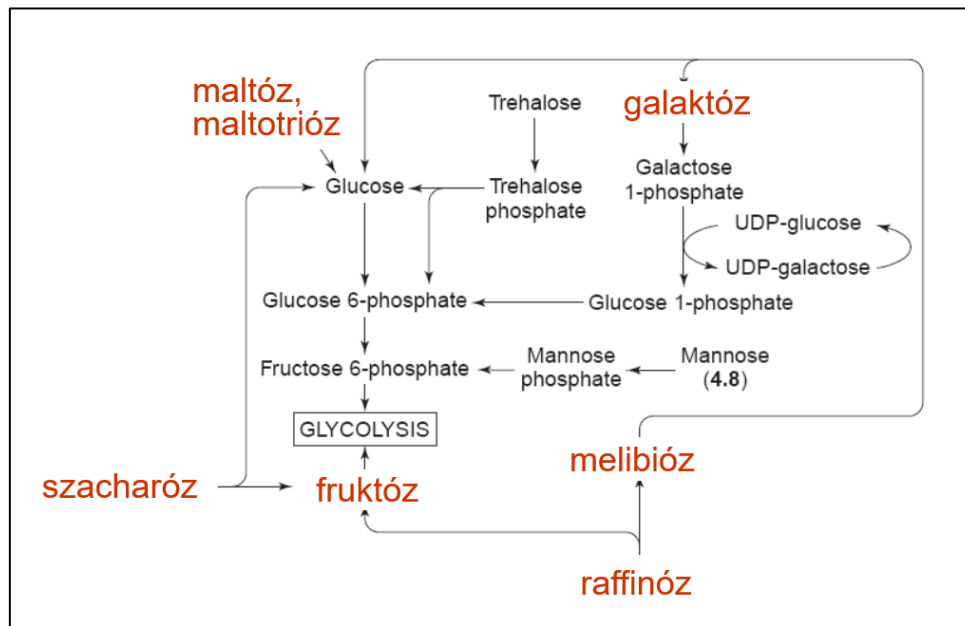 maltóz,
maltotrióz
Trehalose
galaktóz
Glucose
Trehalose
phosphate
Galactose
1-phosphate
UDP-glucose
UDP-galactose
Glucose 6-phosphate
Glucose 1-phosphate
Fructose 6-phosphate
Mannose
phosphate
Mannose
(4.8)
GLYCOLYSIS
szacharóz
fruktóz
melibióz
raffinóz